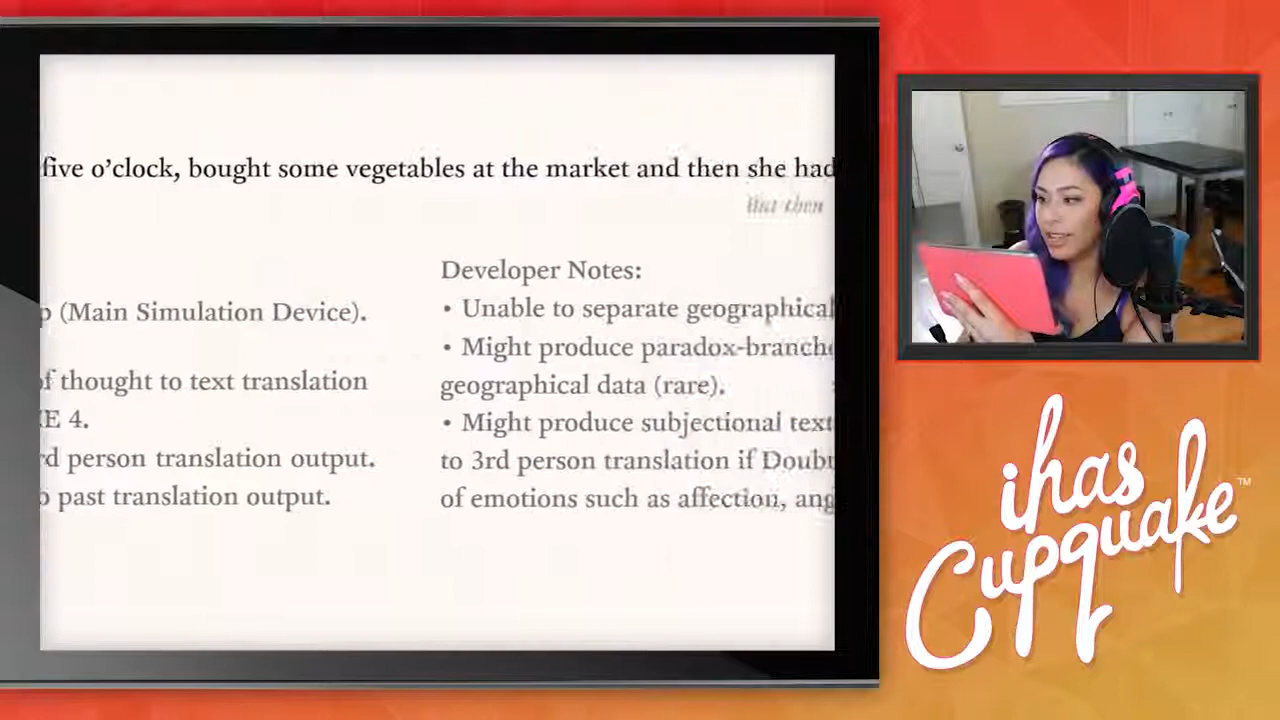 five o'clock, bought some vegetables at the market and then she had
But then
(Main Simulation Device).
of thought to text translation
E 4.
person translation output.
past translation output.
Developer Notes:
• Unable to separate geographical
• Might produce paradox-branche
geographical data (rare).
• Might produce subjectional text
to 3rd person translation if Doubt
of emotions such as affection, ang
ihas
Cupquake™